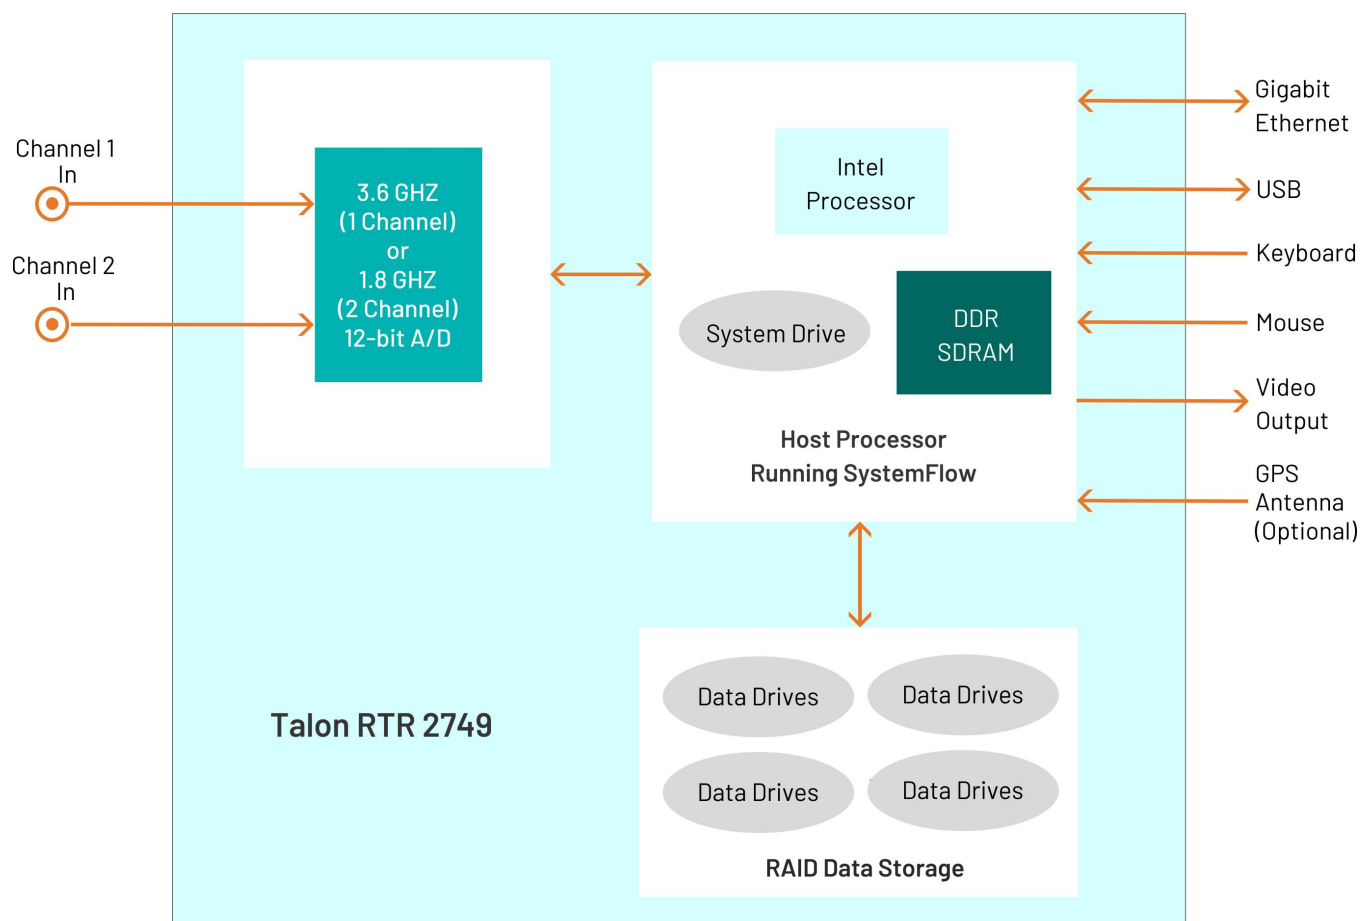 Channel 1
In
Channel 2
In
3.6 GHZ
(1 Channel)
or
1.8 GHZ
(2 Channel)
12-bit A/D
Intel
Processor
System Drive
DDR
SDRAM
Host Processor
Running SystemFlow
Gigabit
Ethernet
USB
Keyboard
Mouse
Video
Output
GPS
Antenna
(Optional)
Talon RTR 2749
Data Drives
Data Drives
Data Drives
Data Drives
RAID Data Storage